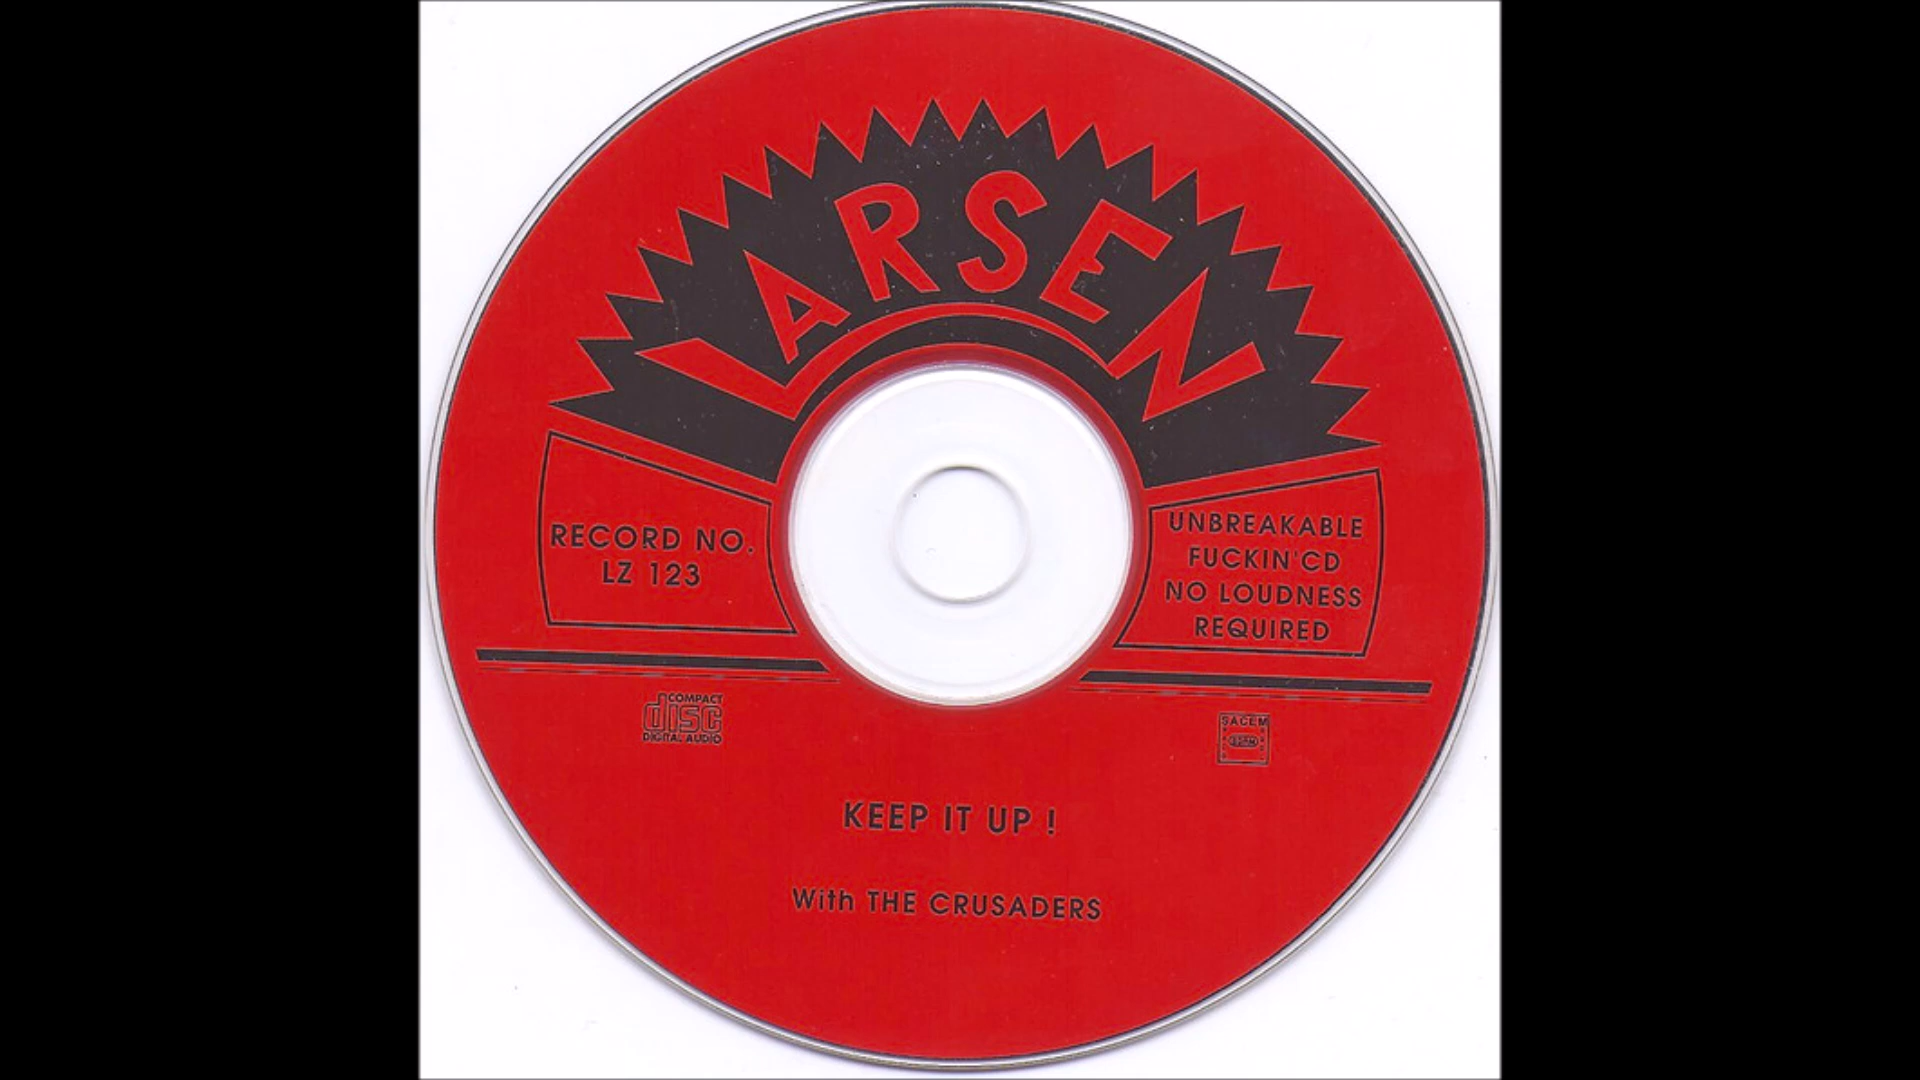 LARSEN
RECORD NO.
LZ 123
UNBREAKABLE
FUCKIN'CD
NO LOUDNESS
REQUIRED
COMPACT
disc
DIGITAL AUDIO
SACEM
KEEP IT UP !
With THE CRUSADERS